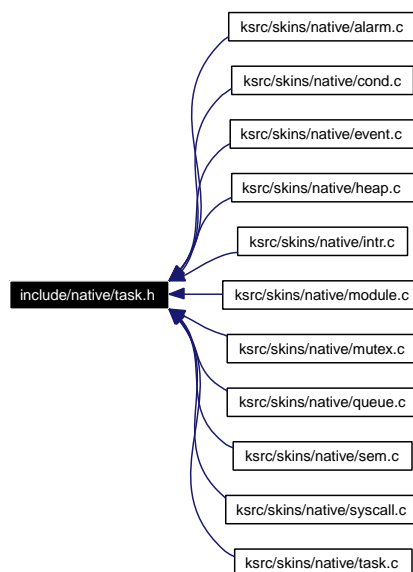 ksrc/skins/native/alarm.c
ksrc/skins/native/cond.c
ksrc/skins/native/event.c
ksrc/skins/native/heap.c
ksrc/skins/native/intr.c
include/native/task.h
ksrc/skins/native/module.c
ksrc/skins/native/mutex.c
ksrc/skins/native/queue.c
ksrc/skins/native/sem.c
ksrc/skins/native/syscall.c
ksrc/skins/native/task.c